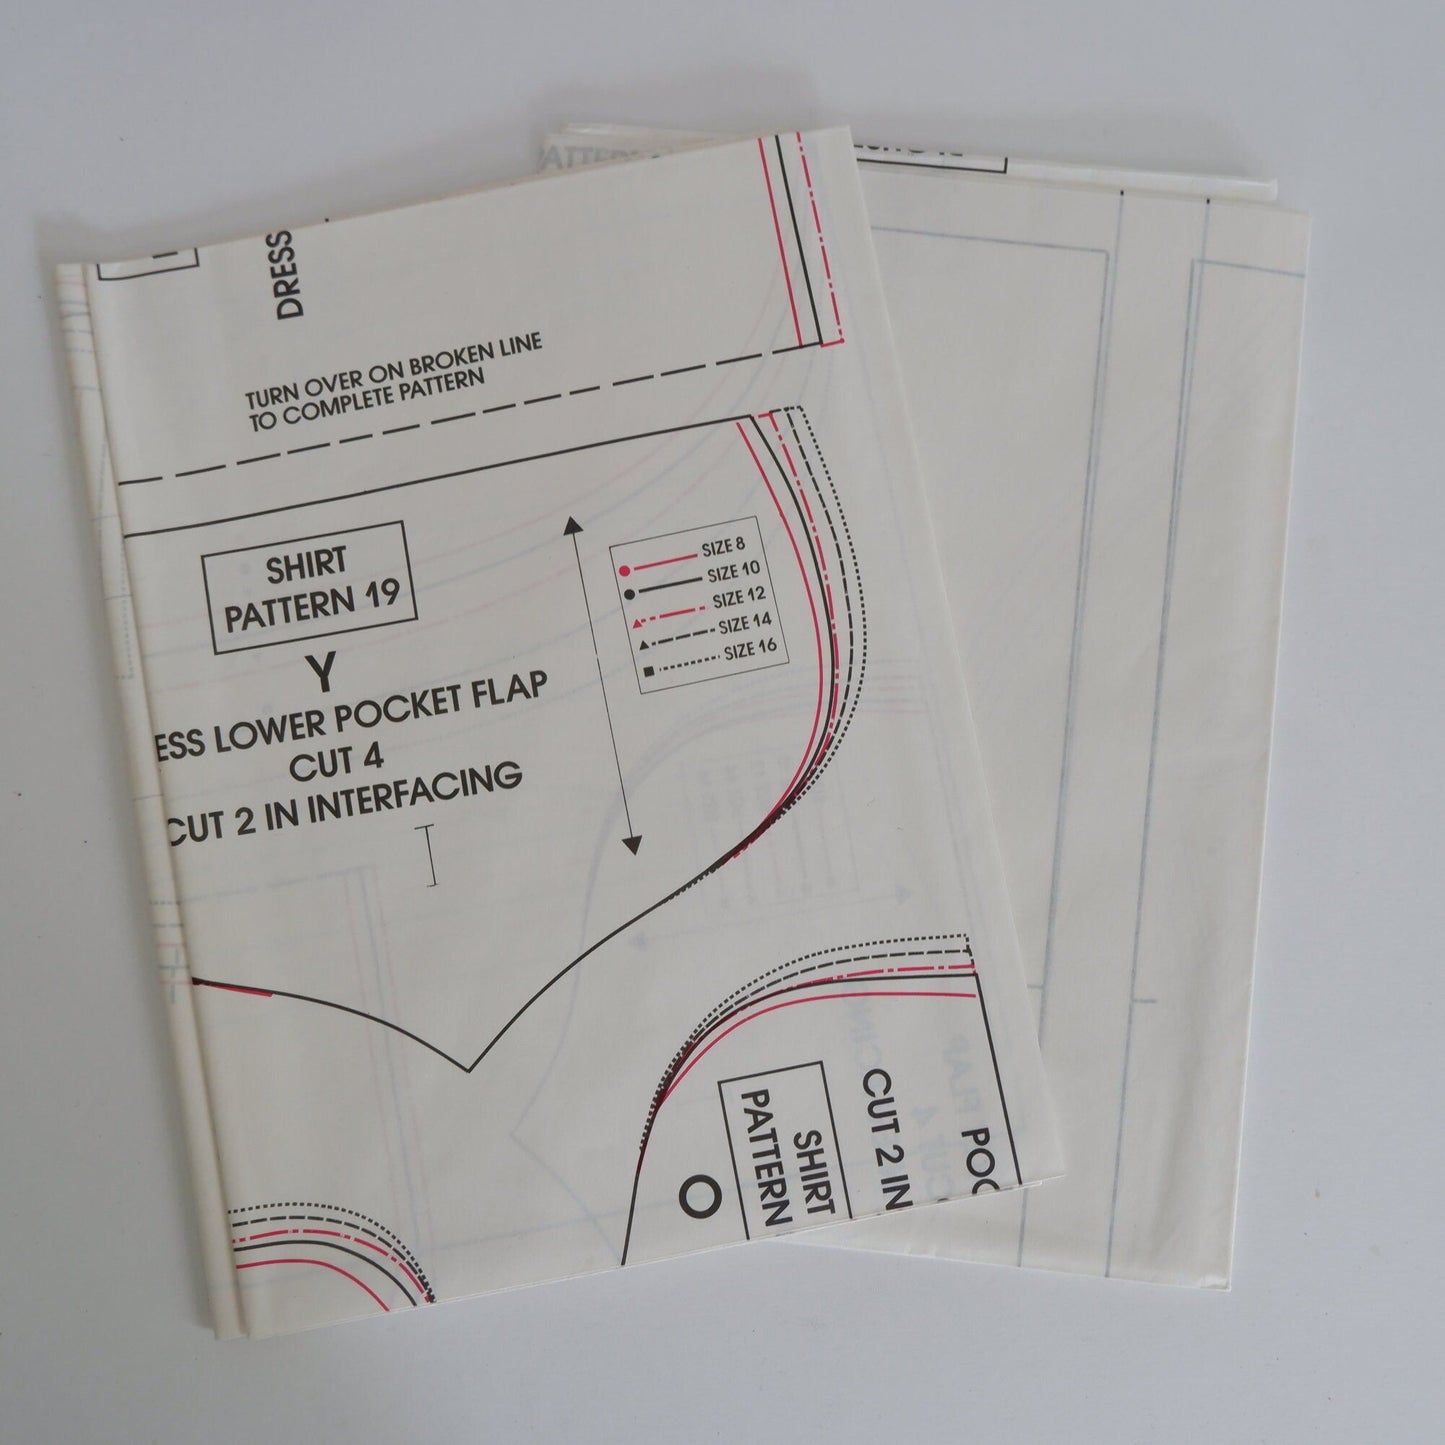 DRESS
TURN OVER ON BROKEN LINE
TO COMPLETE PATTERN
SHIRT
PATTERN 19
Y
ESS LOWER POCKET FLAP
CUT 4
CUT 2 IN INTERFACING
SIZE 8
SIZE 10
SIZE 12
SIZE 14
SIZE 16
O
SHIRT
PATTERN
POC
CUT 2 IN